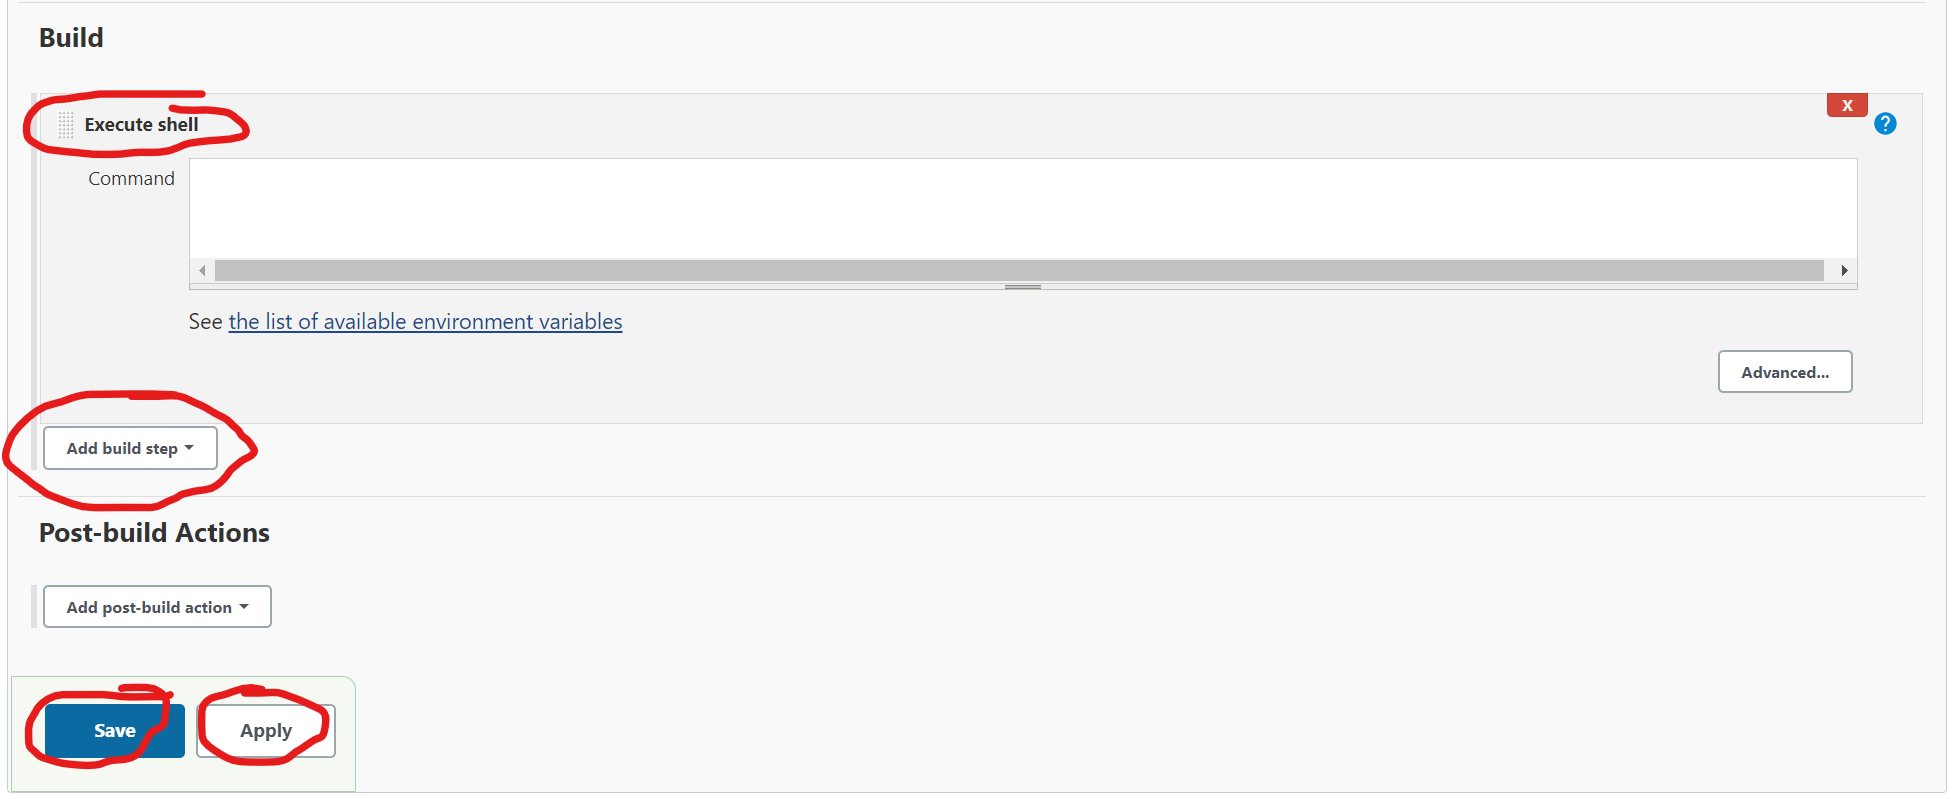 Build
Execute shell
X
?
Command
See the list of available environment variables
Advanced...
Add build step
Post-build Actions
Add post-build action
Save Apply